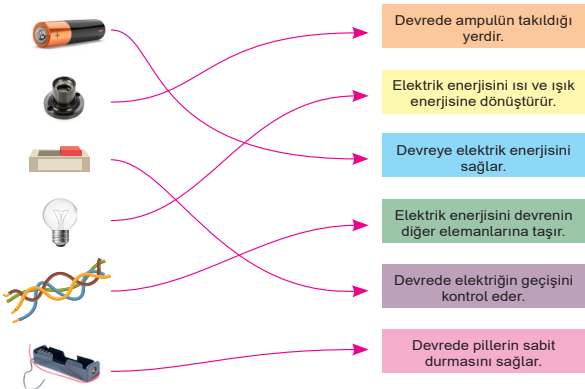 Devrede ampulün takıldığı
yerdir.
Elektrik enerjisini ısı ve ışık
enerjisine dönüştürür.
Devreye elektrik enerjisini
sağlar.
Elektrik enerjisini devrenin
diğer elemanlarına taşır.
Devrede elektriğin geçişini
kontrol eder.
Devrede pillerin sabit
durmasını sağlar.